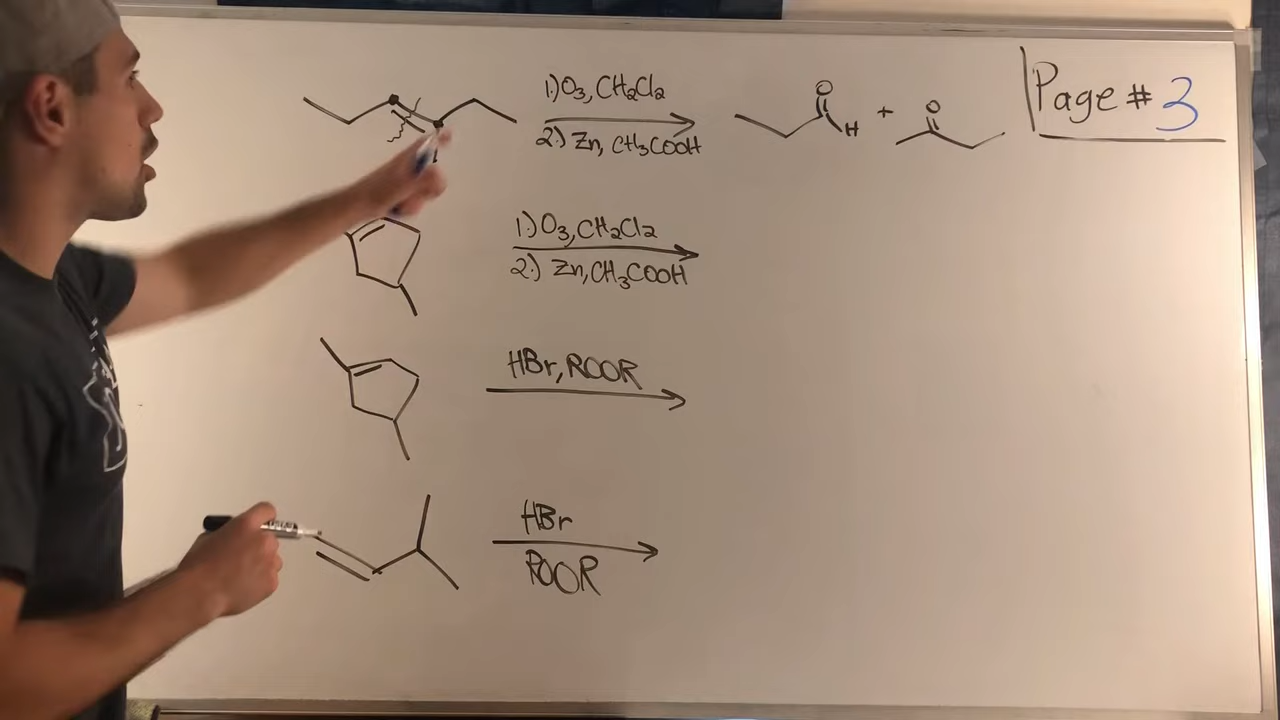 Page # 3
1.) O3, CH2Cl2
2.) Zn, CH3COOH
O
H
+
O
1.) O3, CH2Cl2
2.) Zn, CH3COOH
HBr, ROOR
HBr
ROOR